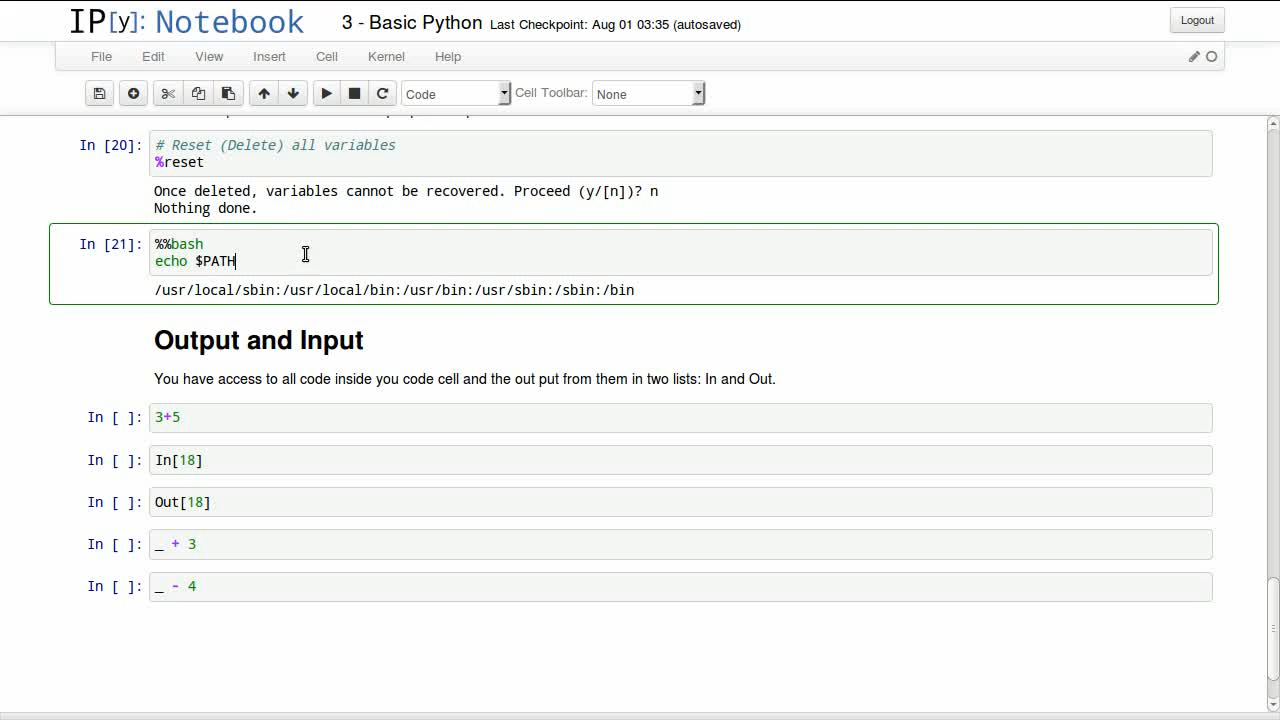 IP[y]: Notebook 3 - Basic Python Last Checkpoint: Aug 01 03:35 (autosaved) Logout
File Edit View Insert Cell Kernel Help
Code Cell Toolbar: None
In [20]: # Reset (Delete) all variables
%reset
Once deleted, variables cannot be recovered. Proceed (y/[n])? n
Nothing done.
In [21]: %%bash
echo $PATH
/usr/local/sbin:/usr/local/bin:/usr/bin:/usr/sbin:/sbin:/bin
Output and Input
You have access to all code inside you code cell and the out put from them in two lists: In and Out.
In [ ]: 3+5
In [ ]: In[18]
In [ ]: Out[18]
In [ ]: _ + 3
In [ ]: _ - 4